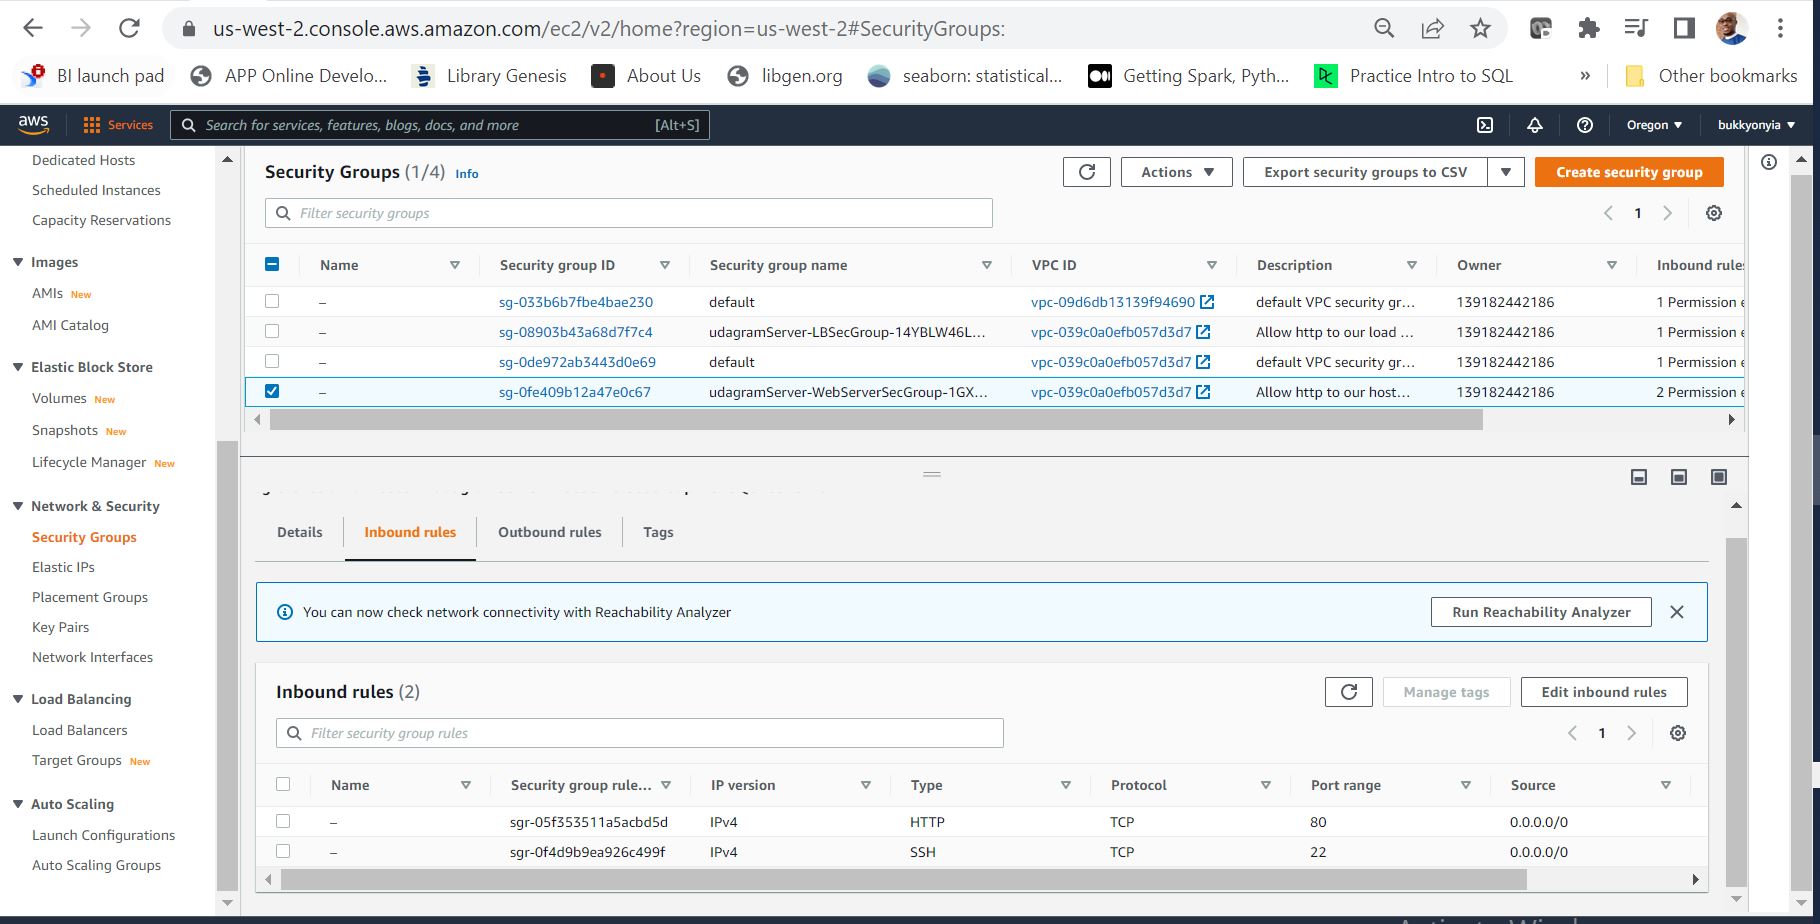 us-west-2.console.aws.amazon.com/ec2/v2/home?region=us-west-2#SecurityGroups:
BI launch pad
APP Online Develo...
Library Genesis
About Us
libgen.org
seaborn: statistical...
Getting Spark, Pyth...
Practice Intro to SQL
»
Other bookmarks
aws
Services
Search for services, features, blogs, docs, and more
[Alt+S]
Oregon
bukkyonyia
Dedicated Hosts
Scheduled Instances
Capacity Reservations
Images
AMIs New
AMI Catalog
Elastic Block Store
Volumes New
Snapshots New
Lifecycle Manager New
Network & Security
Security Groups
Elastic IPs
Placement Groups
Key Pairs
Network Interfaces
Load Balancing
Load Balancers
Target Groups New
Auto Scaling
Launch Configurations
Auto Scaling Groups
Security Groups (1/4) Info
Actions
Export security groups to CSV
Create security group
Filter security groups
1
Name Security group ID Security group name VPC ID Description Owner Inbound rules
– sg-033b6b7fbe4bae230 default vpc-09d6db13139f94690 default VPC security gr... 139182442186 1 Permission e
– sg-08903b43a68d7f7c4 udagramServer-LBSecGroup-14YBLW46L... vpc-039c0a0efb057d3d7 Allow http to our load ... 139182442186 1 Permission e
– sg-0de972ab3443d0e69 default vpc-039c0a0efb057d3d7 default VPC security gr... 139182442186 1 Permission e
– sg-0fe409b12a47e0c67 udagramServer-WebServerSecGroup-1GX... vpc-039c0a0efb057d3d7 Allow http to our host... 139182442186 2 Permission e
Details
Inbound rules
Outbound rules
Tags
You can now check network connectivity with Reachability Analyzer
Run Reachability Analyzer
Inbound rules (2)
Manage tags
Edit inbound rules
Filter security group rules
1
Name Security group rule... IP version Type Protocol Port range Source
– sgr-05f353511a5acbd5d IPv4 HTTP TCP 80 0.0.0.0/0
– sgr-0f4d9b9ea926c499f IPv4 SSH TCP 22 0.0.0.0/0